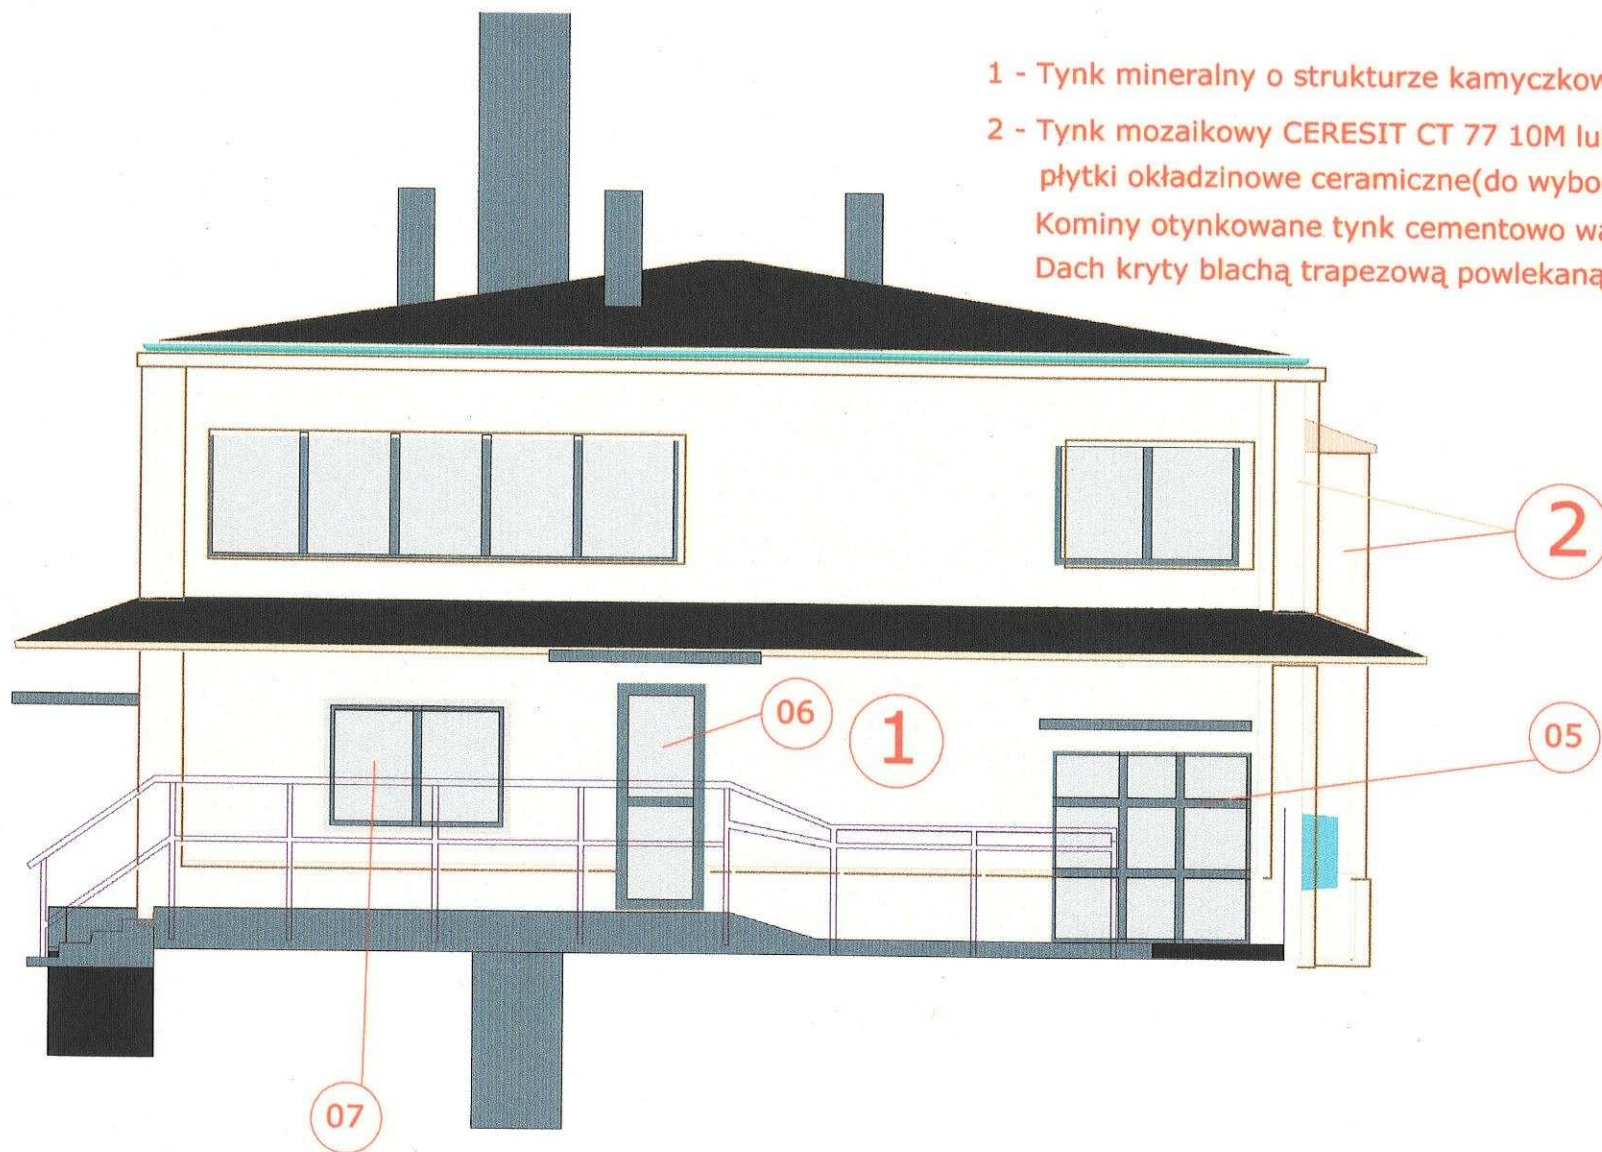 1 - Tynk mineralny o strukturze kamyczkow
2 - Tynk mozaikowy CERESIT CT 77 10M lu
płytki okładzinowe ceramiczne(do wybo
Kominy otynkowane tynk cementowo wa
Dach kryty blachą trapezową powlekaną
2
06
1
05
07